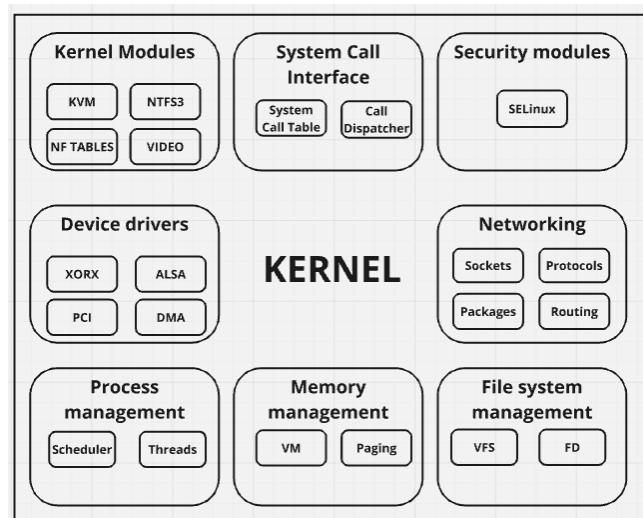 Kernel Modules
KVM
NTFS3
NF TABLES
VIDEO
System Call
Interface
System
Call Table
Call
Dispatcher
Security modules
SELinux
Device drivers
XORX
ALSA
PCI
DMA
KERNEL
Networking
Sockets
Protocols
Packages
Routing
Process
management
Scheduler
Threads
Memory
management
VM
Paging
File system
management
VFS
FD